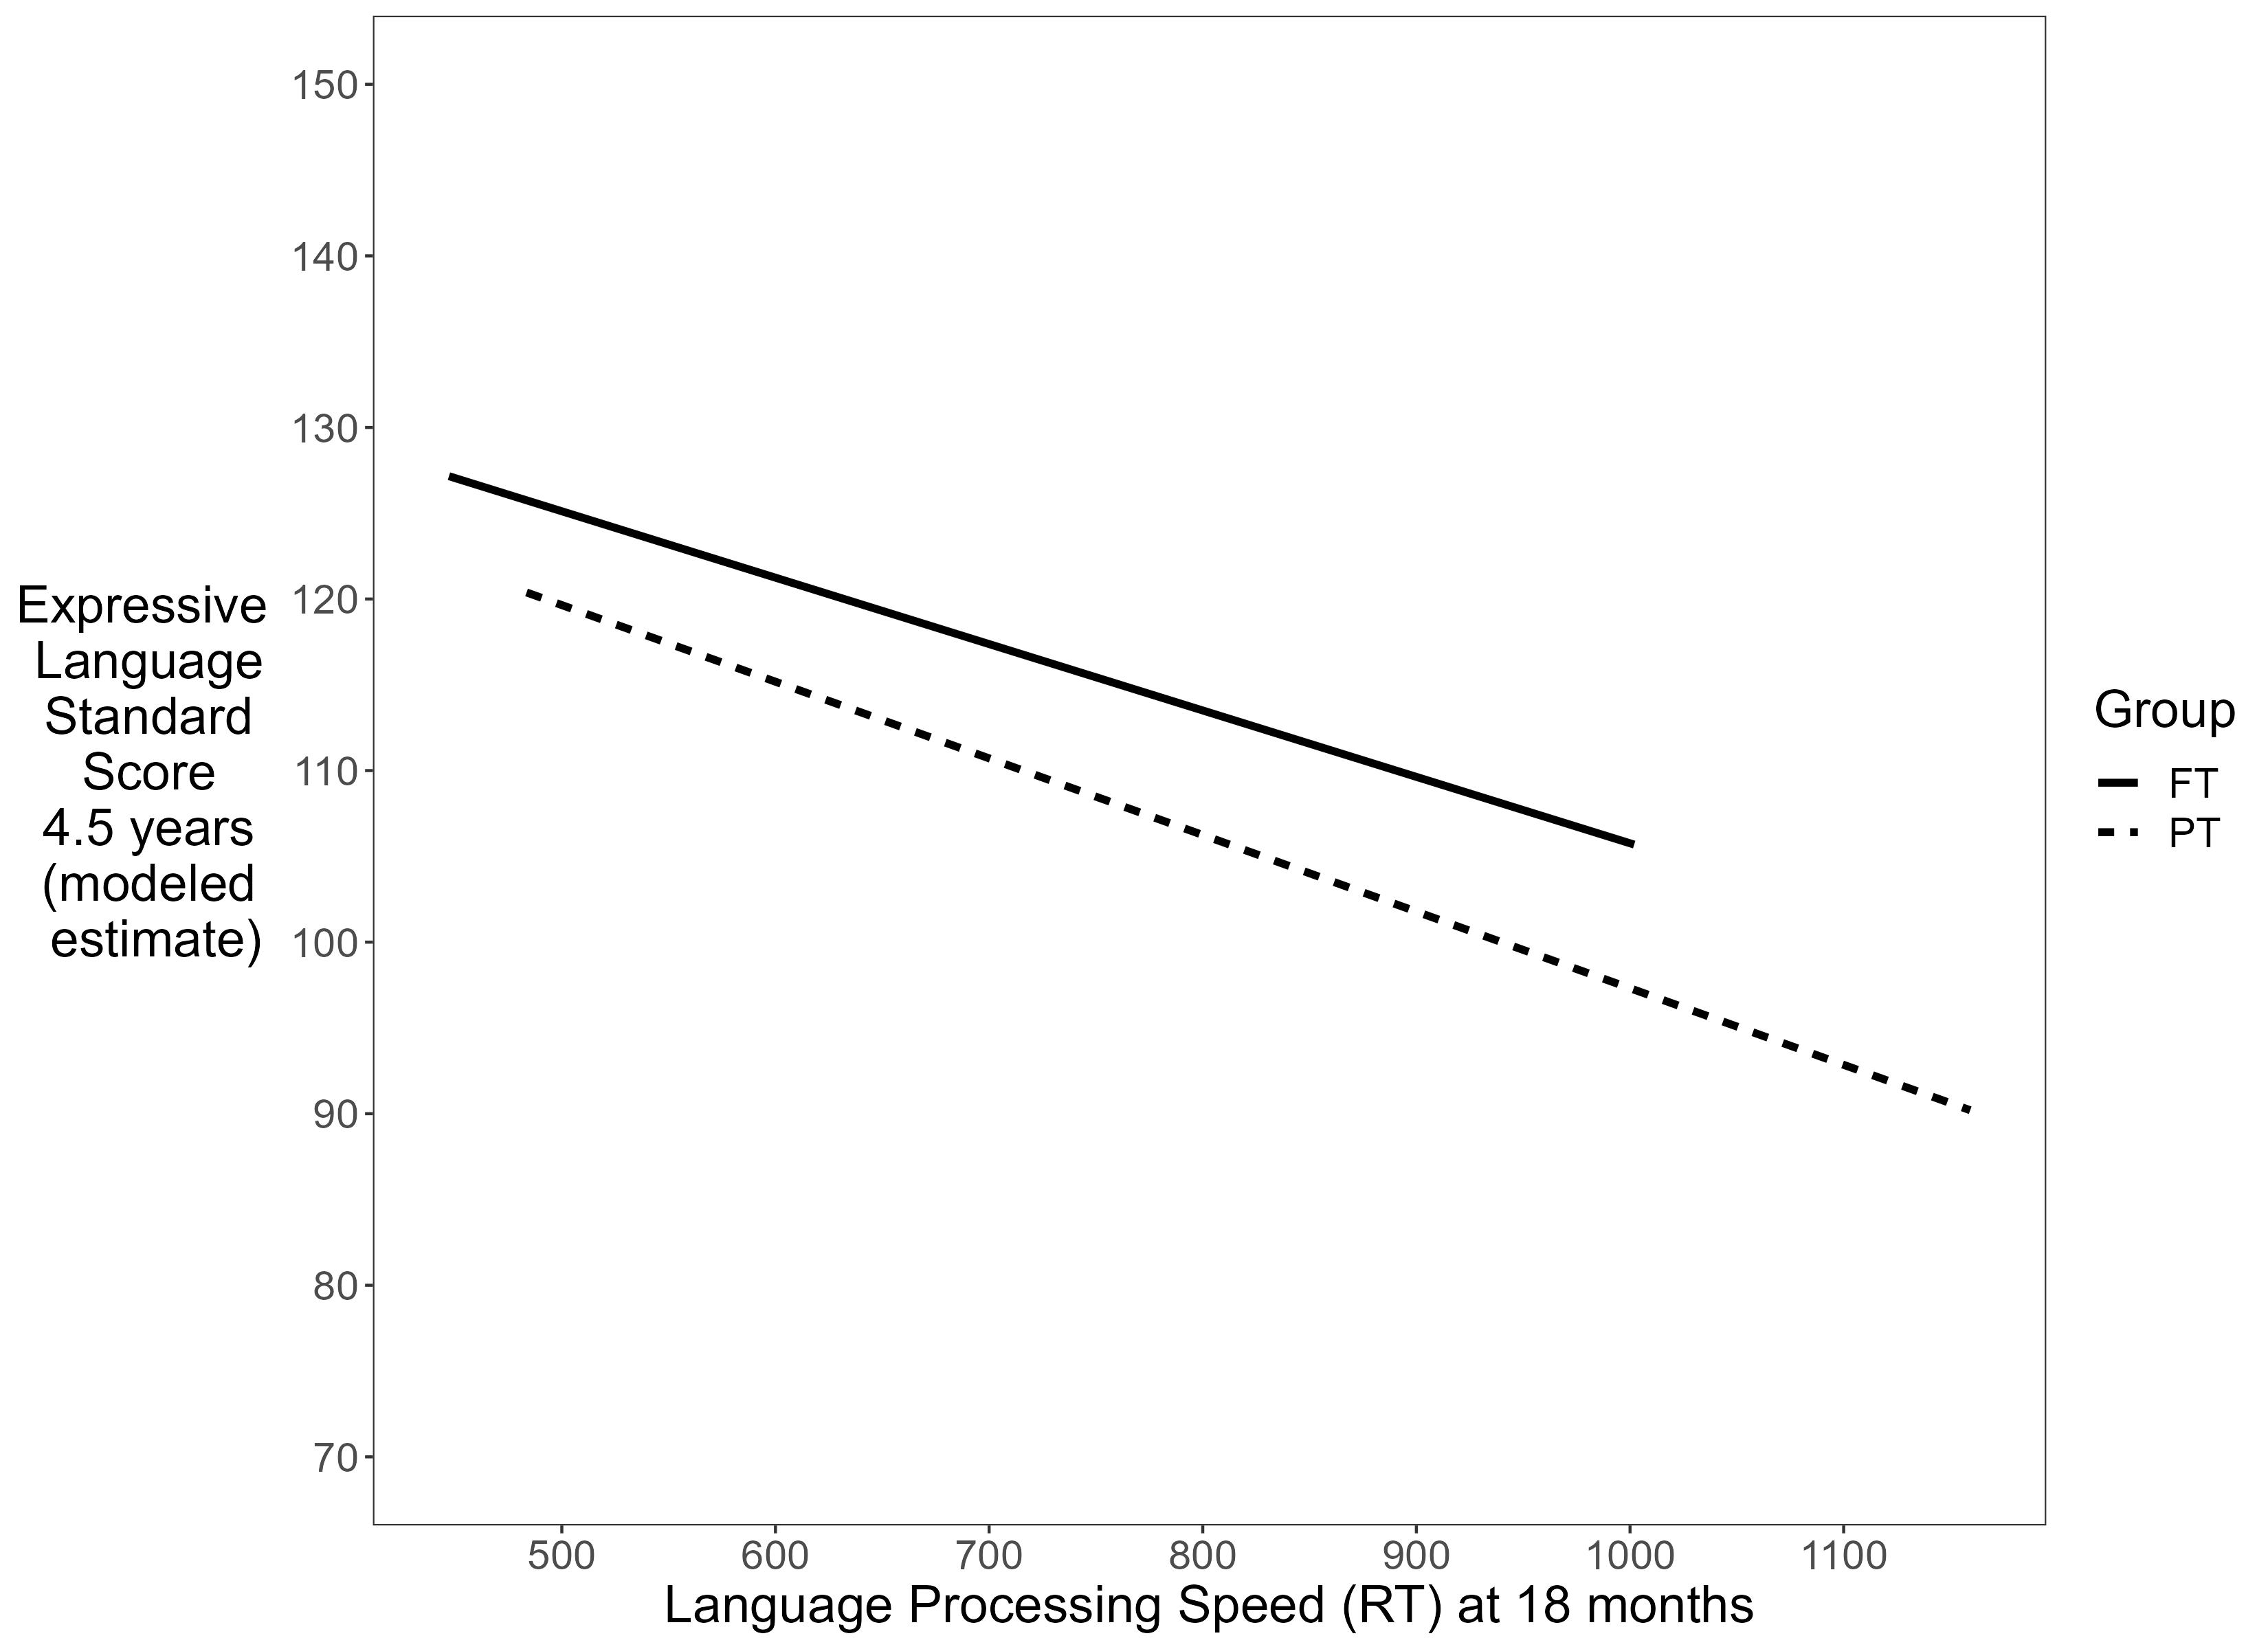 150
140
130
120
110
100
90
80
70
Expressive
Language
Standard
Score
4.5 years
(modeled
estimate)
500 600 700 800 900 1000 1100
Language Processing Speed (RT) at 18 months
Group
FT
PT